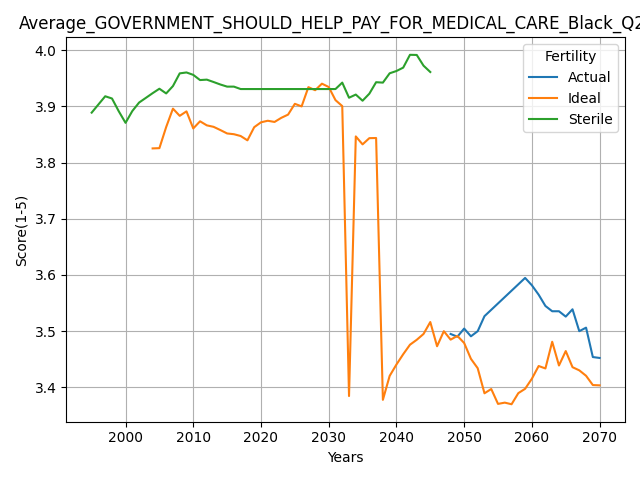 Average_GOVERNMENT_SHOULD_HELP_PAY_FOR_MEDICAL_CARE_Black_Q2
Fertility
Actual
Ideal
Sterile
Score(1-5)
4.0
3.9
3.8
3.7
3.6
3.5
3.4
2000 2010 2020 2030 2040 2050 2060 2070
Years